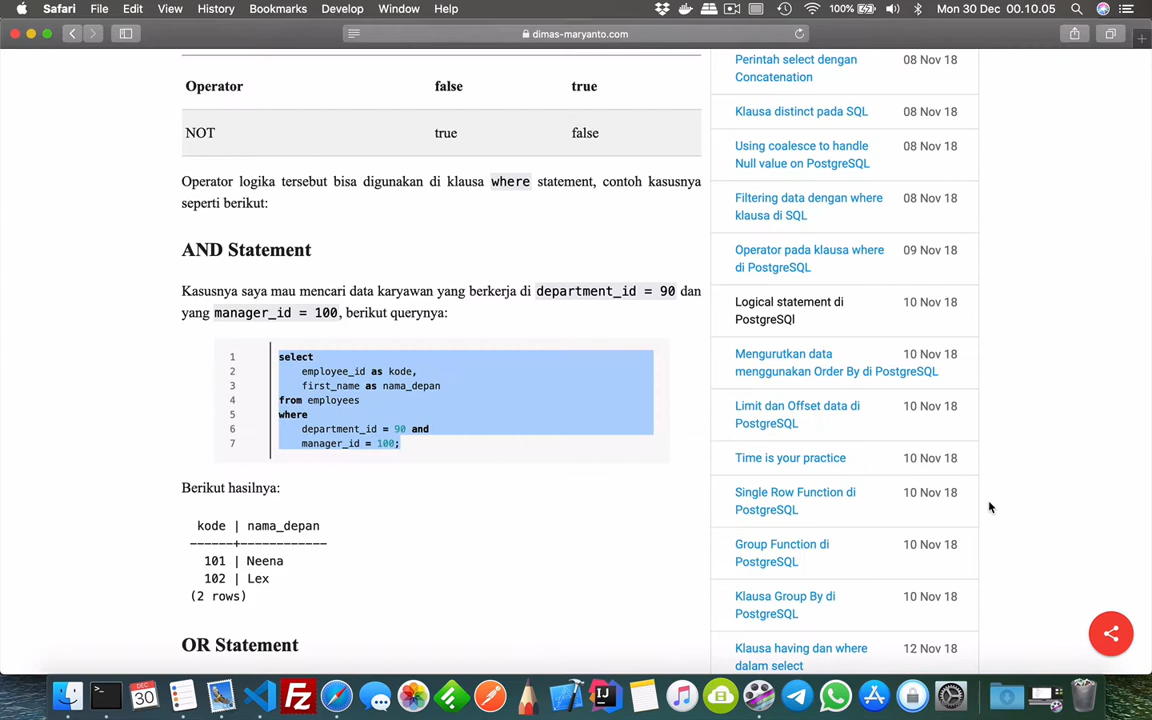 Safari File Edit View History Bookmarks Develop Window Help 100% Mon 30 Dec 00.10.05
dimas-maryanto.com
Operator false true
NOT true false
Operator logika tersebut bisa digunakan di klausa where statement, contoh kasusnya
seperti berikut:
AND Statement
Kasusnya saya mau mencari data karyawan yang berkerja di department_id = 90 dan
yang manager_id = 100, berikut querynya:
1 select
2 employee_id as kode,
3 first_name as nama_depan
4 from employees
5 where
6 department_id = 90 and
7 manager_id = 100;
Berikut hasilnya:
kode | nama_depan
------+------------
101 | Neena
102 | Lex
(2 rows)
OR Statement
Perintah select dengan 08 Nov 18
Concatenation
Klausa distinct pada SQL 08 Nov 18
Using coalesce to handle 08 Nov 18
Null value on PostgreSQL
Filtering data dengan where 08 Nov 18
klausa di SQL
Operator pada klausa where 09 Nov 18
di PostgreSQL
Logical statement di 10 Nov 18
PostgreSQl
Mengurutkan data 10 Nov 18
menggunakan Order By di PostgreSQL
Limit dan Offset data di 10 Nov 18
PostgreSQL
Time is your practice 10 Nov 18
Single Row Function di 10 Nov 18
PostgreSQL
Group Function di 10 Nov 18
PostgreSQL
Klausa Group By di 10 Nov 18
PostgreSQL
Klausa having dan where 12 Nov 18
dalam select
DEC
30
Fz
IJ